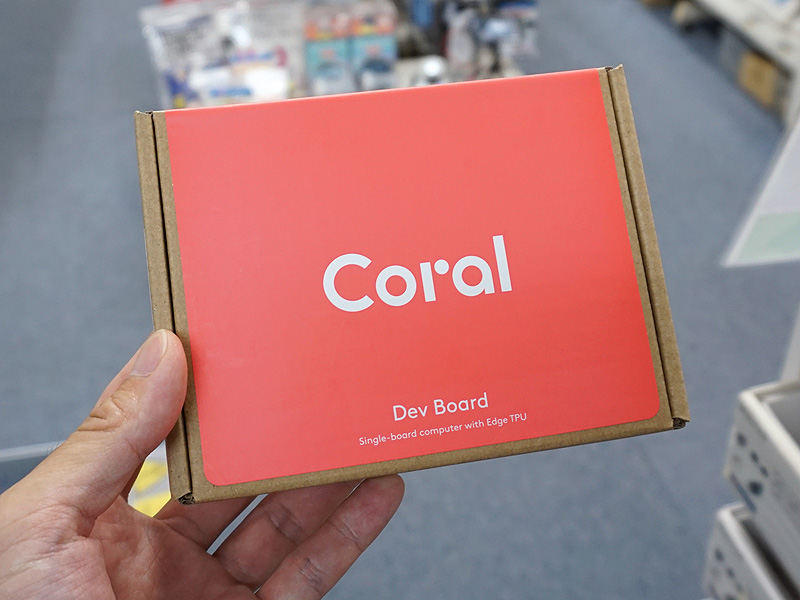 Coral
Dev Board
Single-board computer with Edge TPU